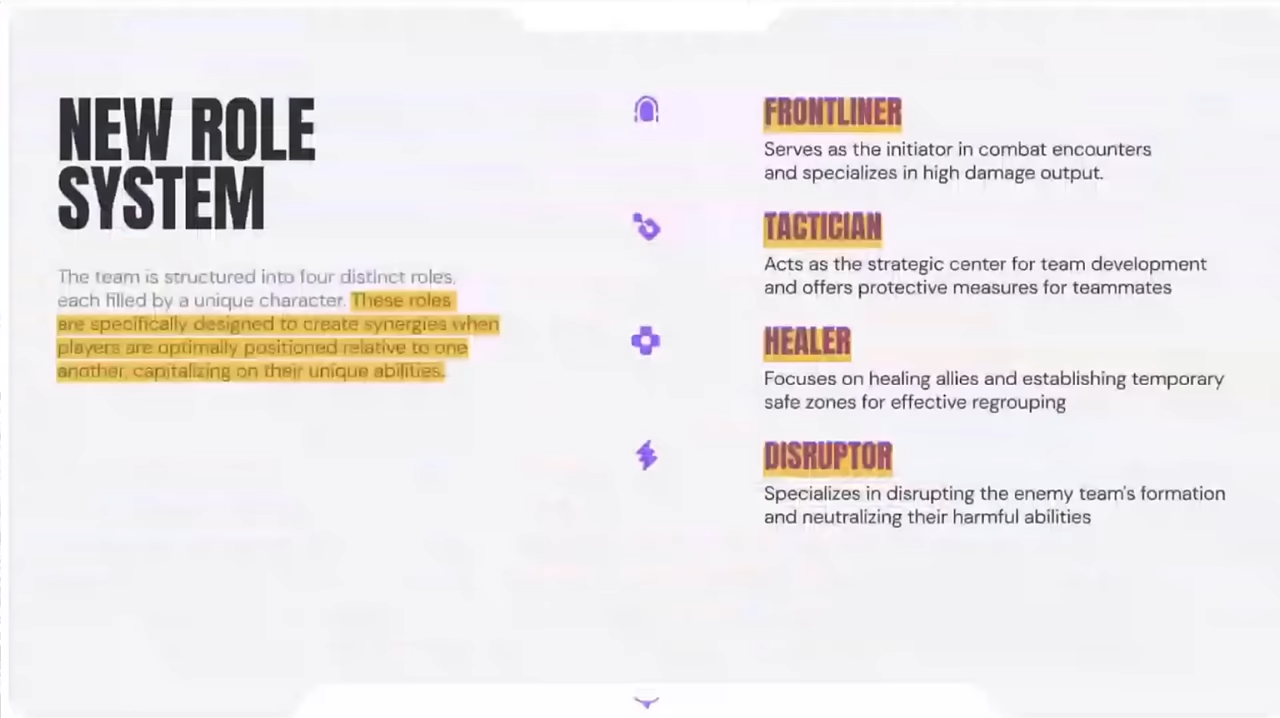 NEW ROLE
SYSTEM
The team is structured into four distinct roles,
each filled by a unique character. These roles
are specifically designed to create synergies when
players are optimally positioned relative to one
another, capitalizing on their unique abilities.
FRONTLINER
Serves as the initiator in combat encounters
and specializes in high damage output.
TACTICIAN
Acts as the strategic center for team development
and offers protective measures for teammates
HEALER
Focuses on healing allies and establishing temporary
safe zones for effective regrouping
DISRUPTOR
Specializes in disrupting the enemy team's formation
and neutralizing their harmful abilities